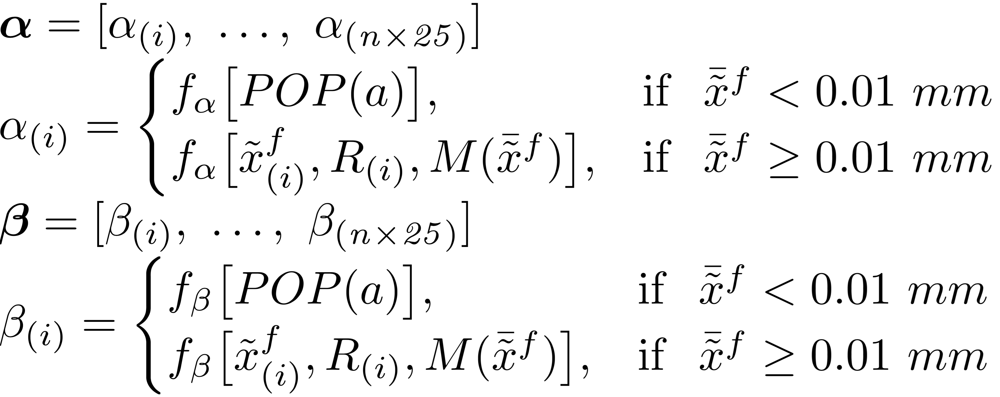 𝜶 = [α₍ᵢ₎, …, α_(n×25)]
α_(i) = { f_α[POP(a)], if x̃̄^f < 0.01 mm
f_α[x̃^f_(i), R_(i), M(x̃̄^f)], if x̃̄^f ≥ 0.01 mm
𝜷 = [β_(i), …, β_(n×25)]
β_(i) = { f_β[POP(a)], if x̃̄^f < 0.01 mm
f_β[x̃^f_(i), R_(i), M(x̃̄^f)], if x̃̄^f ≥ 0.01 mm